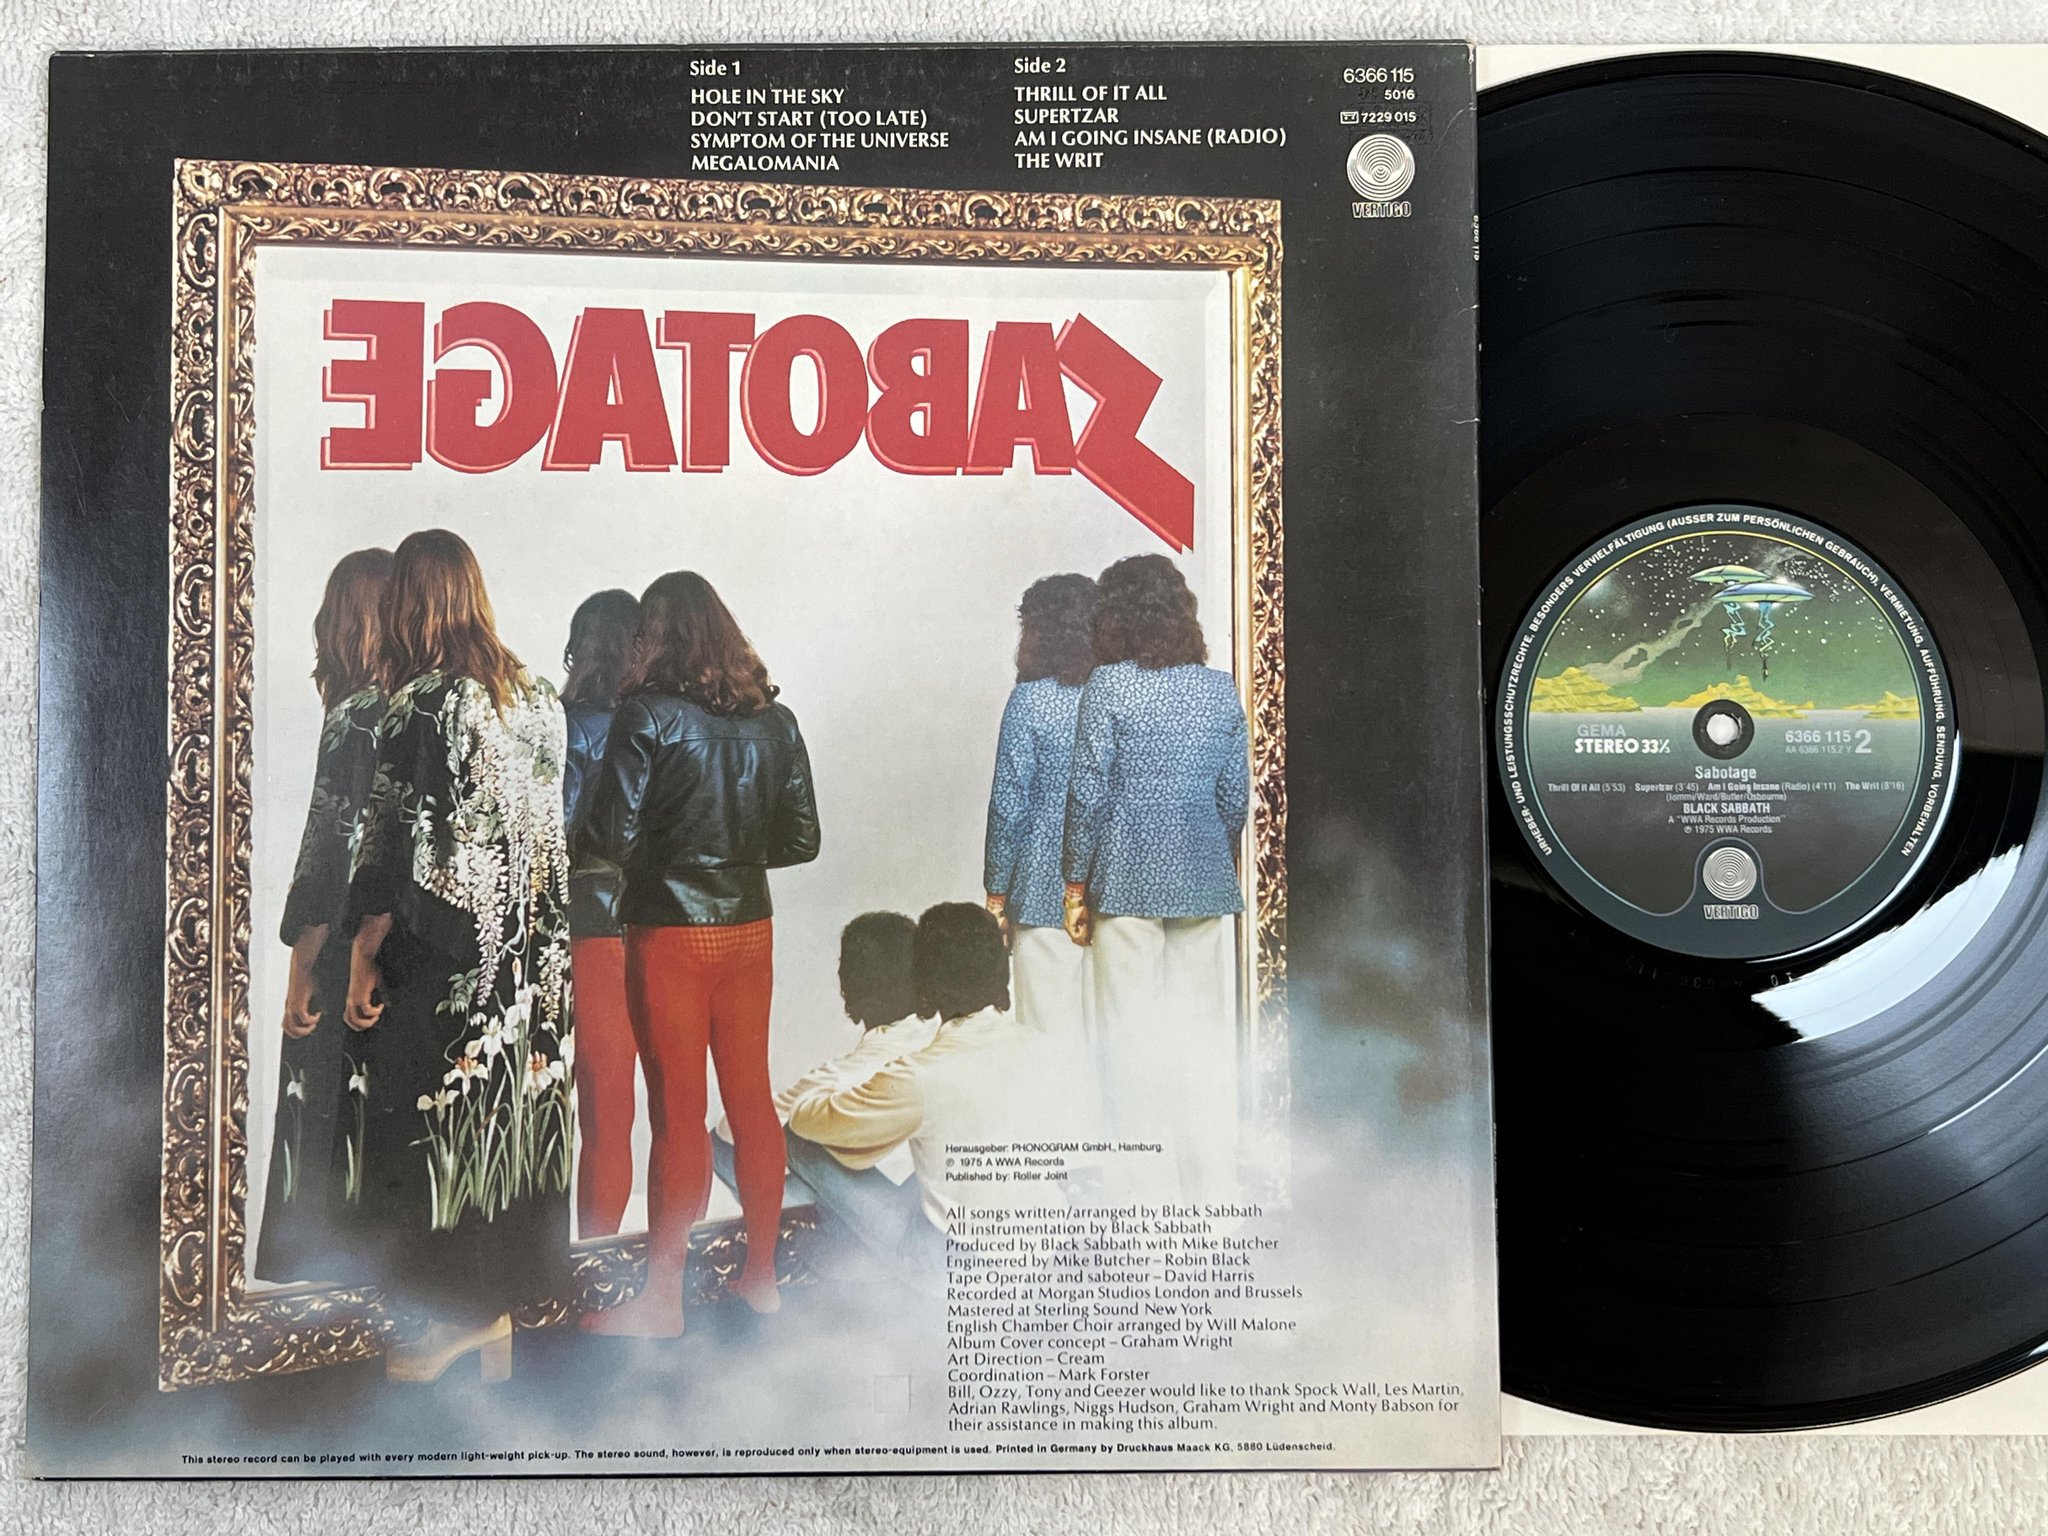 Side 1
HOLE IN THE SKY
DON'T START (TOO LATE)
SYMPTOM OF THE UNIVERSE
MEGALOMANIA
Side 2
THRILL OF IT ALL
SUPERTZAR
AM I GOING INSANE (RADIO)
THE WRIT
6366 115
5016
7229 015
VERTIGO
SABOTAGE
Herausgeber: PHONOGRAM GmbH., Hamburg.
℗ 1975 A WWA Records
Published by: Roller Joint
All songs written/arranged by Black Sabbath
All instrumentation by Black Sabbath
Produced by Black Sabbath with Mike Butcher
Engineered by Mike Butcher – Robin Black
Tape Operator and saboteur – David Harris
Recorded at Morgan Studios London and Brussels
Mastered at Sterling Sound New York
English Chamber Choir arranged by Will Malone
Album Cover concept – Graham Wright
Art Direction – Cream
Coordination – Mark Forster
Bill, Ozzy, Tony and Geezer would like to thank Spock Wall, Les Martin,
Adrian Rawlings, Niggs Hudson, Graham Wright and Monty Babson for
their assistance in making this album.
This stereo record can be played with every modern light-weight pick-up. The stereo sound, however, is reproduced only when stereo-equipment is used. Printed in Germany by Druckhaus Maack KG, 5880 Lüdenscheid.
6366 115
URHEBER- UND LEISTUNGSSCHUTZRECHTE, BESONDERS VERVIELFÄLTIGUNG (AUSSER ZUM PERSÖNLICHEN GEBRAUCH), VERMIETUNG, AUFFÜHRUNG, SENDUNG, VORBEHALTEN
GEMA
STEREO 33⅓
6366 115 2
AA 6366 115.2 Y
Sabotage
Thrill Of It All (5'53) · Supertzar (3'45) · Am I Going Insane (Radio) (4'11) · The Writ (8'16)
(Iommi/Ward/Butler/Osbourne)
BLACK SABBATH
A "WWA Records Production"
℗ 1975 WWA Records
VERTIGO